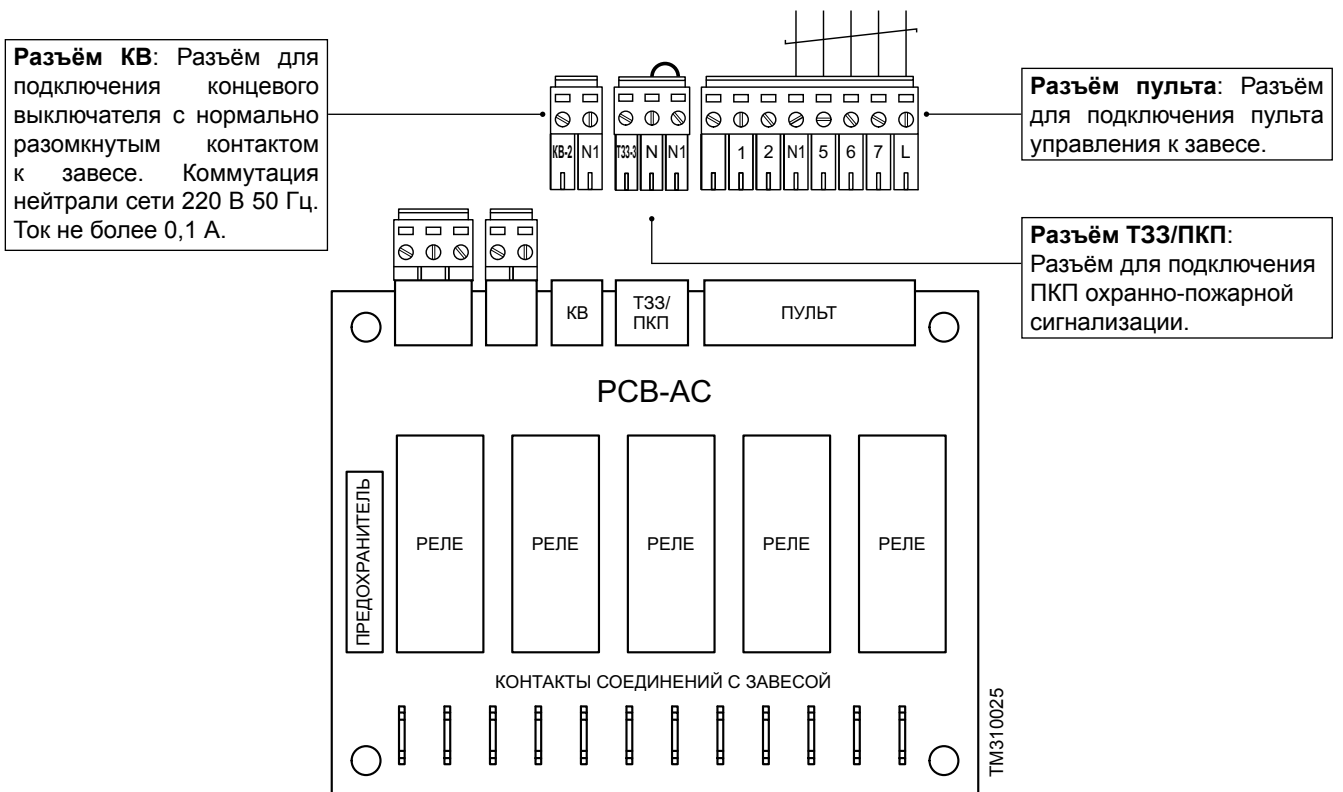 Разъём КВ: Разъём для
подключения концевого
выключателя с нормально
разомкнутым контактом
к завесе. Коммутация
нейтрали сети 220 В 50 Гц.
Ток не более 0,1 А.
КВ-2 N1
ТЗЗ-3 N N1
1 2 N1 5 6 7 L
Разъём пульта: Разъём
для подключения пульта
управления к завесе.
Разъём ТЗЗ/ПКП:
Разъём для подключения
ПКП охранно-пожарной
сигнализации.
КВ
ТЗЗ/
ПКП
ПУЛЬТ
PCB-AC
ПРЕДОХРАНИТЕЛЬ
РЕЛЕ РЕЛЕ РЕЛЕ РЕЛЕ РЕЛЕ
КОНТАКТЫ СОЕДИНЕНИЙ С ЗАВЕСОЙ
TM310025